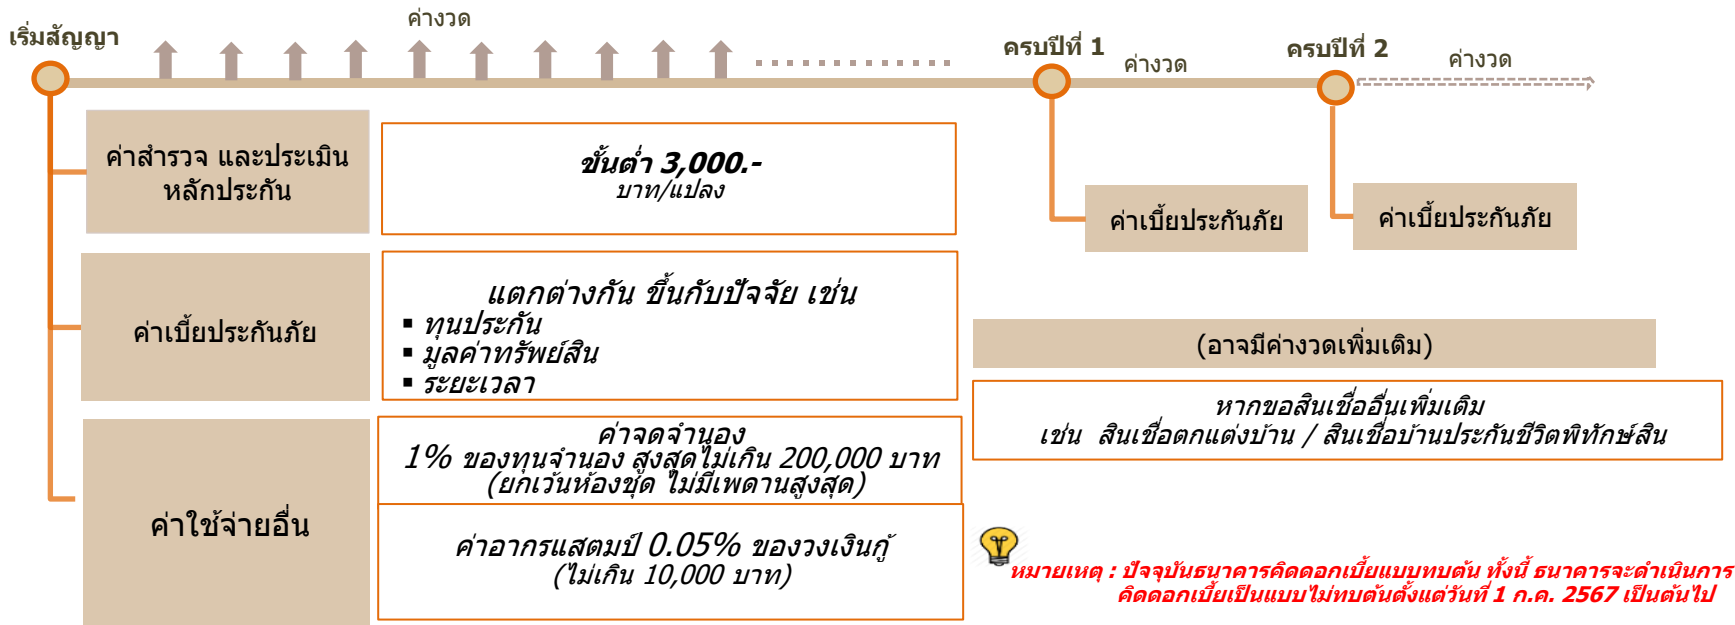 ค่างวด
เริ่มสัญญา
ครบปีที่ 1
ค่างวด
ครบปีที่ 2
ค่างวด
ค่าสำรวจ และประเมิน
หลักประกัน
ขั้นต่ำ 3,000.-
บาท/แปลง
ค่าเบี้ยประกันภัย
ค่าเบี้ยประกันภัย
ค่าเบี้ยประกันภัย
แตกต่างกัน ขึ้นกับปัจจัย เช่น
▪ ทุนประกัน
▪ มูลค่าทรัพย์สิน
▪ ระยะเวลา
(อาจมีค่างวดเพิ่มเติม)
หากขอสินเชื่ออื่นเพิ่มเติม
เช่น สินเชื่อตกแต่งบ้าน / สินเชื่อบ้านประกันชีวิตพิทักษ์สิน
ค่าใช้จ่ายอื่น
ค่าจดจำนอง
1% ของทุนจำนอง สูงสุดไม่เกิน 200,000 บาท
(ยกเว้นห้องชุด ไม่มีเพดานสูงสุด)
ค่าอากรแสตมป์ 0.05% ของวงเงินกู้
(ไม่เกิน 10,000 บาท)
หมายเหตุ : ปัจจุบันธนาคารคิดดอกเบี้ยแบบทบต้น ทั้งนี้ ธนาคารจะดำเนินการ
คิดดอกเบี้ยเป็นแบบไม่ทบต้นตั้งแต่วันที่ 1 ก.ค. 2567 เป็นต้นไป